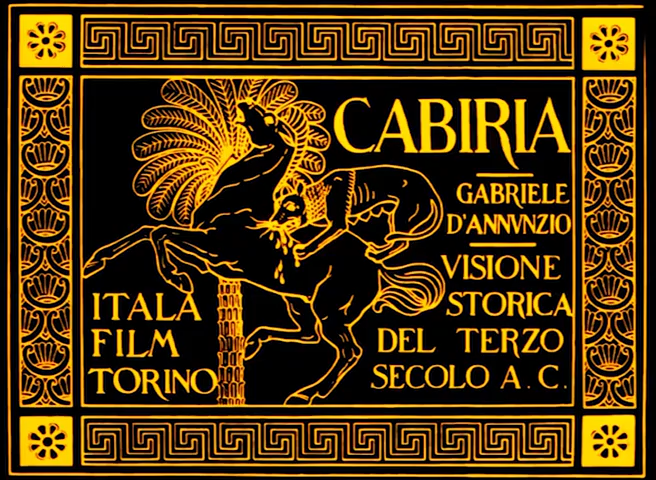 CABIRIA
GABRIELE
D'ANNVNZIO
VISIONE
STORICA
DEL TERZO
SECOLO A. C.
ITALA
FILM
TORINO